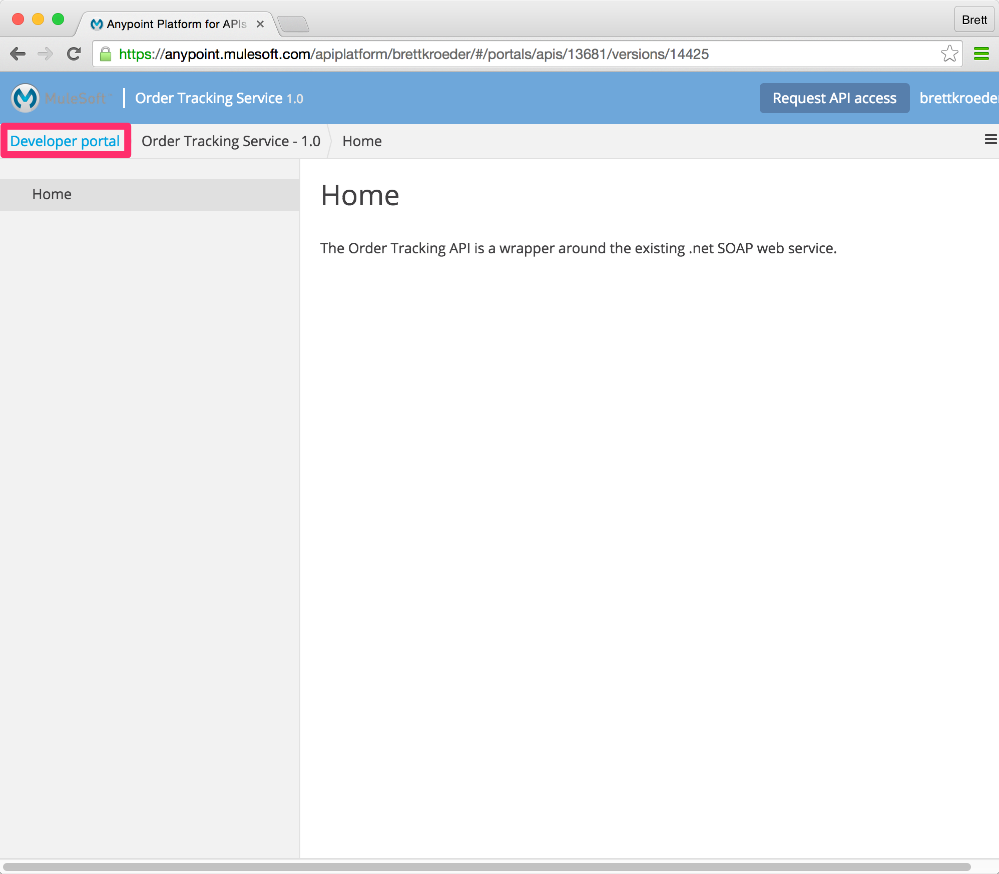 Anypoint Platform for APIs
Brett
https://anypoint.mulesoft.com/apiplatform/brettkroeder/#/portals/apis/13681/versions/14425
MuleSoft
Order Tracking Service 1.0
Request API access
brettkroeder
Developer portal
Order Tracking Service - 1.0
Home
Home
Home
The Order Tracking API is a wrapper around the existing .net SOAP web service.